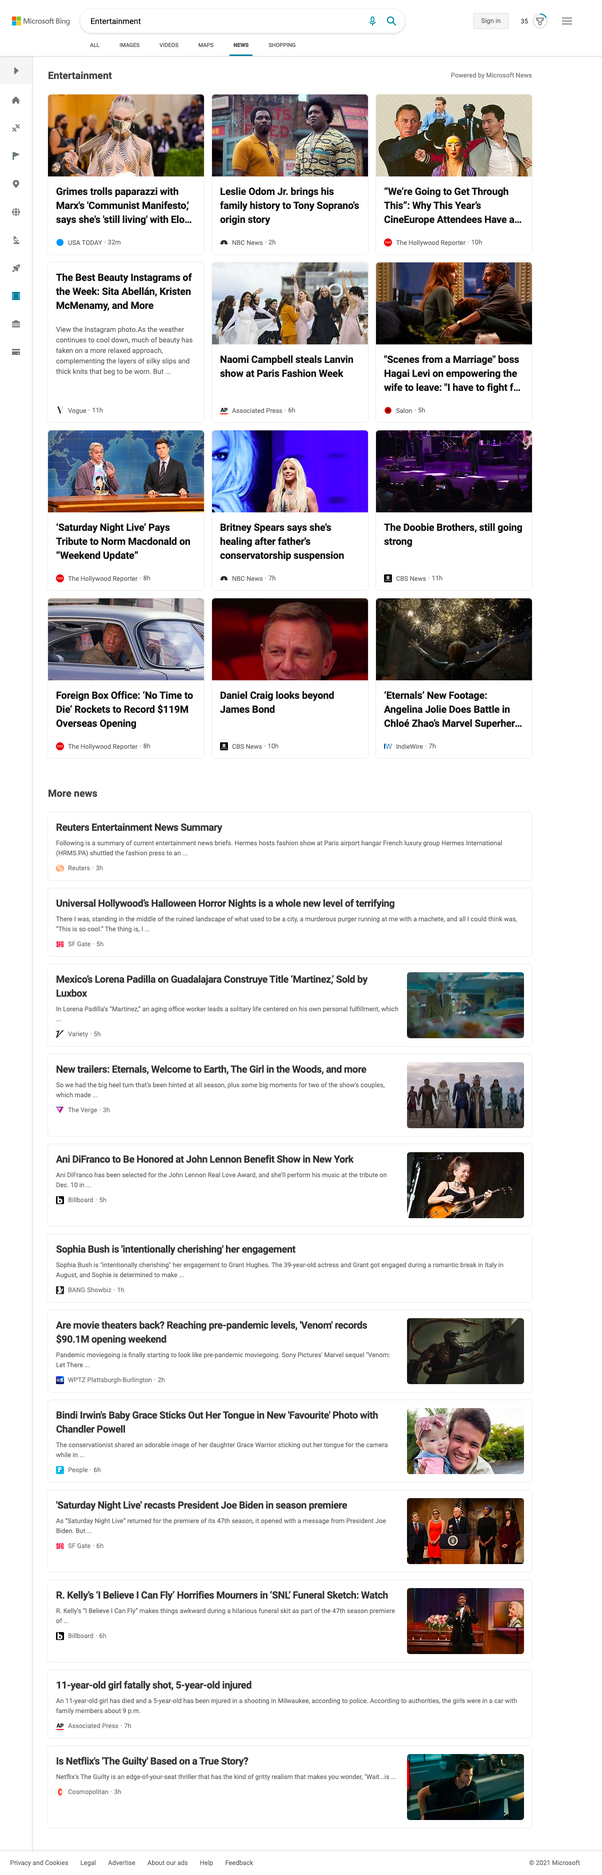 Microsoft Bing
Entertainment
Sign in
35
ALL
IMAGES
VIDEOS
MAPS
NEWS
SHOPPING
Entertainment
Powered by Microsoft News
Grimes trolls paparazzi with
Marx's 'Communist Manifesto,'
says she's 'still living' with Elo...
USA TODAY · 32m
Leslie Odom Jr. brings his
family history to Tony Soprano's
origin story
NBC News · 2h
“We’re Going to Get Through
This”: Why This Year’s
CineEurope Attendees Have a...
The Hollywood Reporter · 10h
The Best Beauty Instagrams of
the Week: Sita Abellán, Kristen
McMenamy, and More
View the Instagram photo.As the weather
continues to cool down, much of beauty has
taken on a more relaxed approach,
complementing the layers of silky slips and
thick knits that beg to be worn. But ...
Vogue · 11h
Naomi Campbell steals Lanvin
show at Paris Fashion Week
AP Associated Press · 6h
"Scenes from a Marriage" boss
Hagai Levi on empowering the
wife to leave: "I have to fight f...
Salon · 5h
‘Saturday Night Live’ Pays
Tribute to Norm Macdonald on
“Weekend Update”
The Hollywood Reporter · 8h
Britney Spears says she's
healing after father's
conservatorship suspension
NBC News · 7h
The Doobie Brothers, still going
strong
CBS News · 11h
Foreign Box Office: ‘No Time to
Die’ Rockets to Record $119M
Overseas Opening
The Hollywood Reporter · 8h
Daniel Craig looks beyond
James Bond
CBS News · 10h
‘Eternals’ New Footage:
Angelina Jolie Does Battle in
Chloé Zhao’s Marvel Superher...
IW IndieWire · 7h
More news
Reuters Entertainment News Summary
Following is a summary of current entertainment news briefs. Hermes hosts fashion show at Paris airport hangar French luxury group Hermes International
(HRMS.PA) shuttled the fashion press to an ...
Reuters · 3h
Universal Hollywood’s Halloween Horror Nights is a whole new level of terrifying
There I was, standing in the middle of the ruined landscape of what used to be a city, a murderous purger running at me with a machete, and all I could think was,
“This is so cool.” The thing is, I ...
SF Gate · 5h
Mexico’s Lorena Padilla on Guadalajara Construye Title ‘Martinez,’ Sold by
Luxbox
In Lorena Padilla’s “Martinez,” an aging office worker leads a solitary life centered on his own personal fulfillment, which
...
Variety · 5h
New trailers: Eternals, Welcome to Earth, The Girl in the Woods, and more
So we had the big heel turn that’s been hinted at all season, plus some big moments for two of the show’s couples,
which made ...
The Verge · 3h
Ani DiFranco to Be Honored at John Lennon Benefit Show in New York
Ani DiFranco has been selected for the John Lennon Real Love Award, and she’ll perform his music at the tribute on
Dec. 10 in ...
Billboard · 5h
Sophia Bush is 'intentionally cherishing' her engagement
Sophia Bush is "intentionally cherishing" her engagement to Grant Hughes. The 39-year-old actress and Grant got engaged during a romantic break in Italy in
August, and Sophie is determined to make ...
BANG Showbiz · 1h
Are movie theaters back? Reaching pre-pandemic levels, 'Venom' records
$90.1M opening weekend
Pandemic moviegoing is finally starting to look like pre-pandemic moviegoing. Sony Pictures' Marvel sequel "Venom:
Let There ...
WPTZ Plattsburgh-Burlington · 2h
Bindi Irwin's Baby Grace Sticks Out Her Tongue in New 'Favourite' Photo with
Chandler Powell
The conservationist shared an adorable image of her daughter Grace Warrior sticking out her tongue for the camera
while in ...
People · 6h
'Saturday Night Live' recasts President Joe Biden in season premiere
As “Saturday Night Live” returned for the premiere of its 47th season, it opened with a message from President Joe
Biden. But ...
SF Gate · 6h
R. Kelly’s ‘I Believe I Can Fly’ Horrifies Mourners in ‘SNL’ Funeral Sketch: Watch
R. Kelly’s “I Believe I Can Fly” makes things awkward during a hilarious funeral skit as part of the 47th season premiere
of ...
Billboard · 6h
11-year-old girl fatally shot, 5-year-old injured
An 11-year-old girl has died and a 5-year-old has been injured in a shooting in Milwaukee, according to police. According to authorities, the girls were in a car with
family members about 9 p.m.
AP Associated Press · 7h
Is Netflix's 'The Guilty' Based on a True Story?
Netflix's The Guilty is an edge-of-your-seat thriller that has the kind of gritty realism that makes you wonder, "Wait...is ...
Cosmopolitan · 3h
Privacy and Cookies
Legal
Advertise
About our ads
Help
Feedback
© 2021 Microsoft